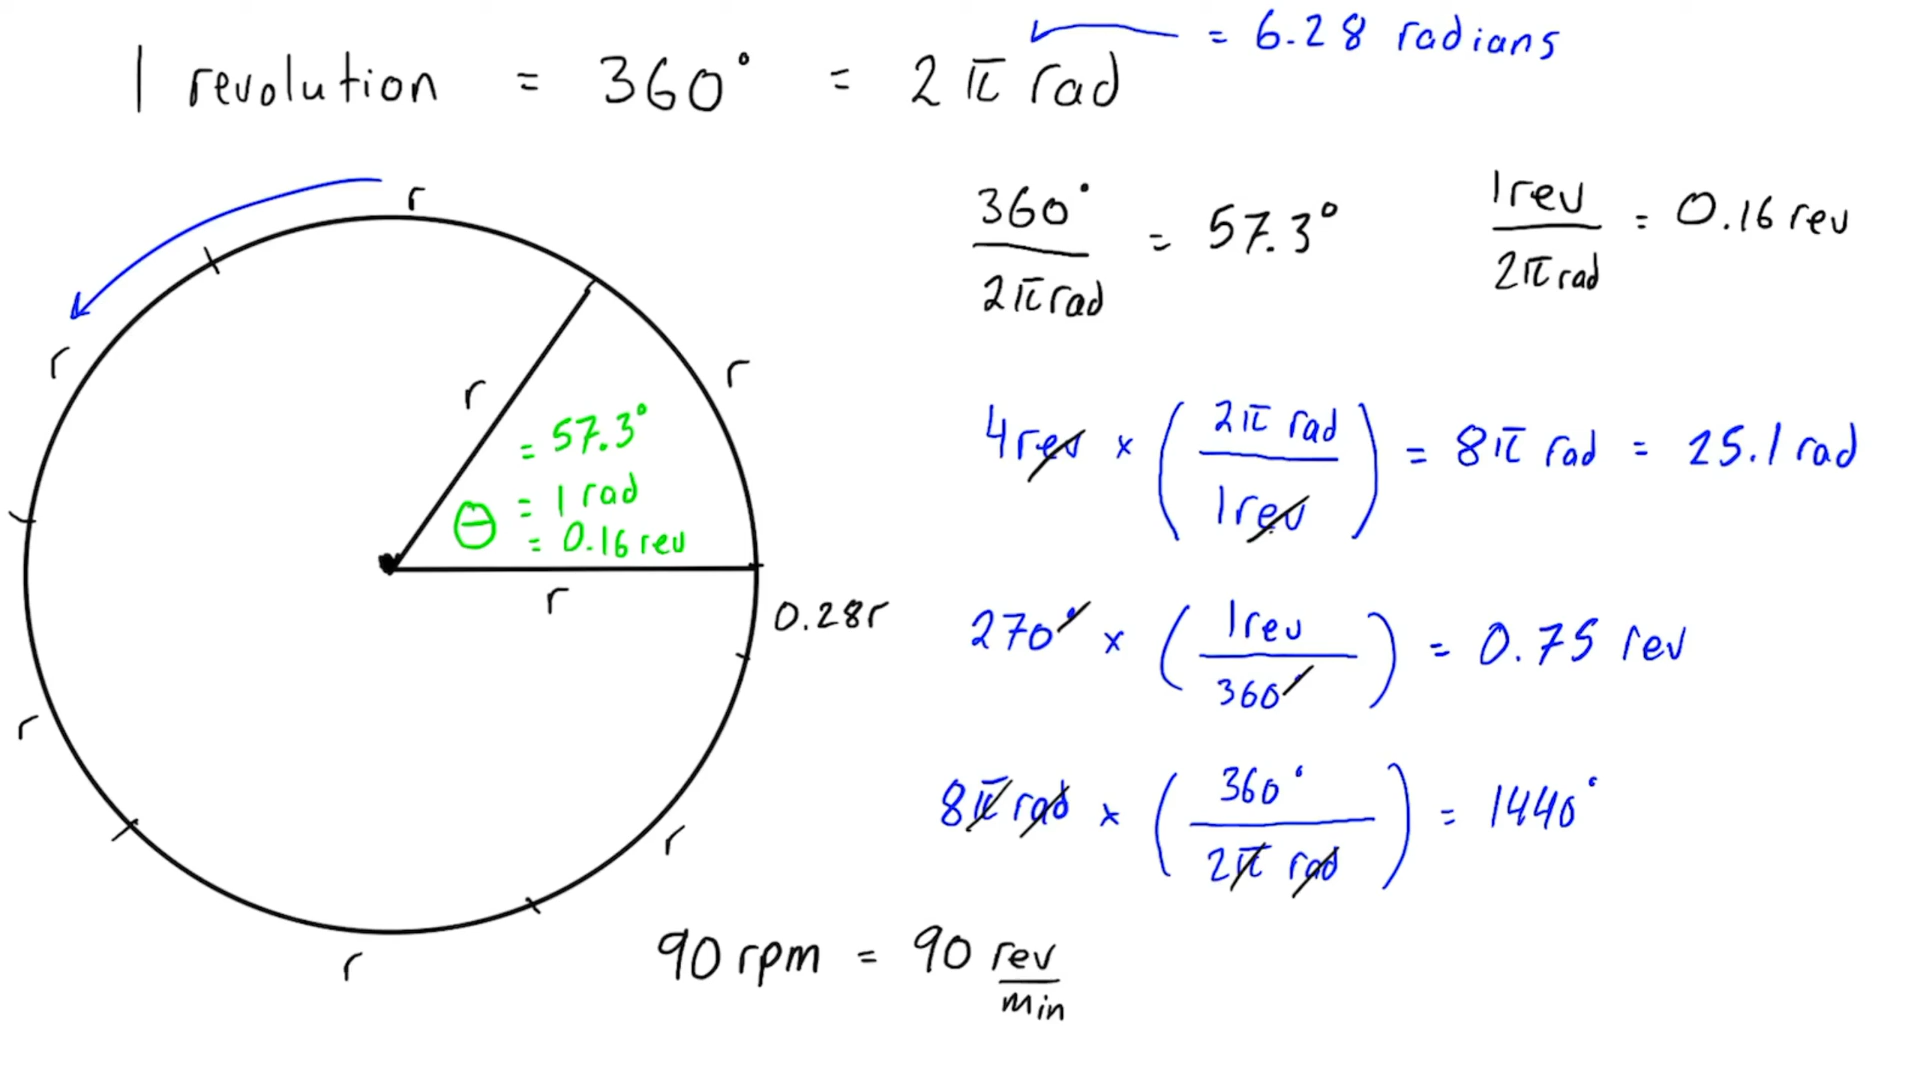 = 6.28 radians
1 revolution = 360° = 2π rad
360° / 2π rad = 57.3°
1 rev / 2π rad = 0.16 rev
r
r
r
r
= 57.3°
θ = 1 rad
= 0.16 rev
r
0.28r
r
r
r
4 rev × (2π rad / 1 rev) = 8π rad = 25.1 rad
270° × (1 rev / 360°) = 0.75 rev
8π rad × (360° / 2π rad) = 1440°
r
90 rpm = 90 rev / min